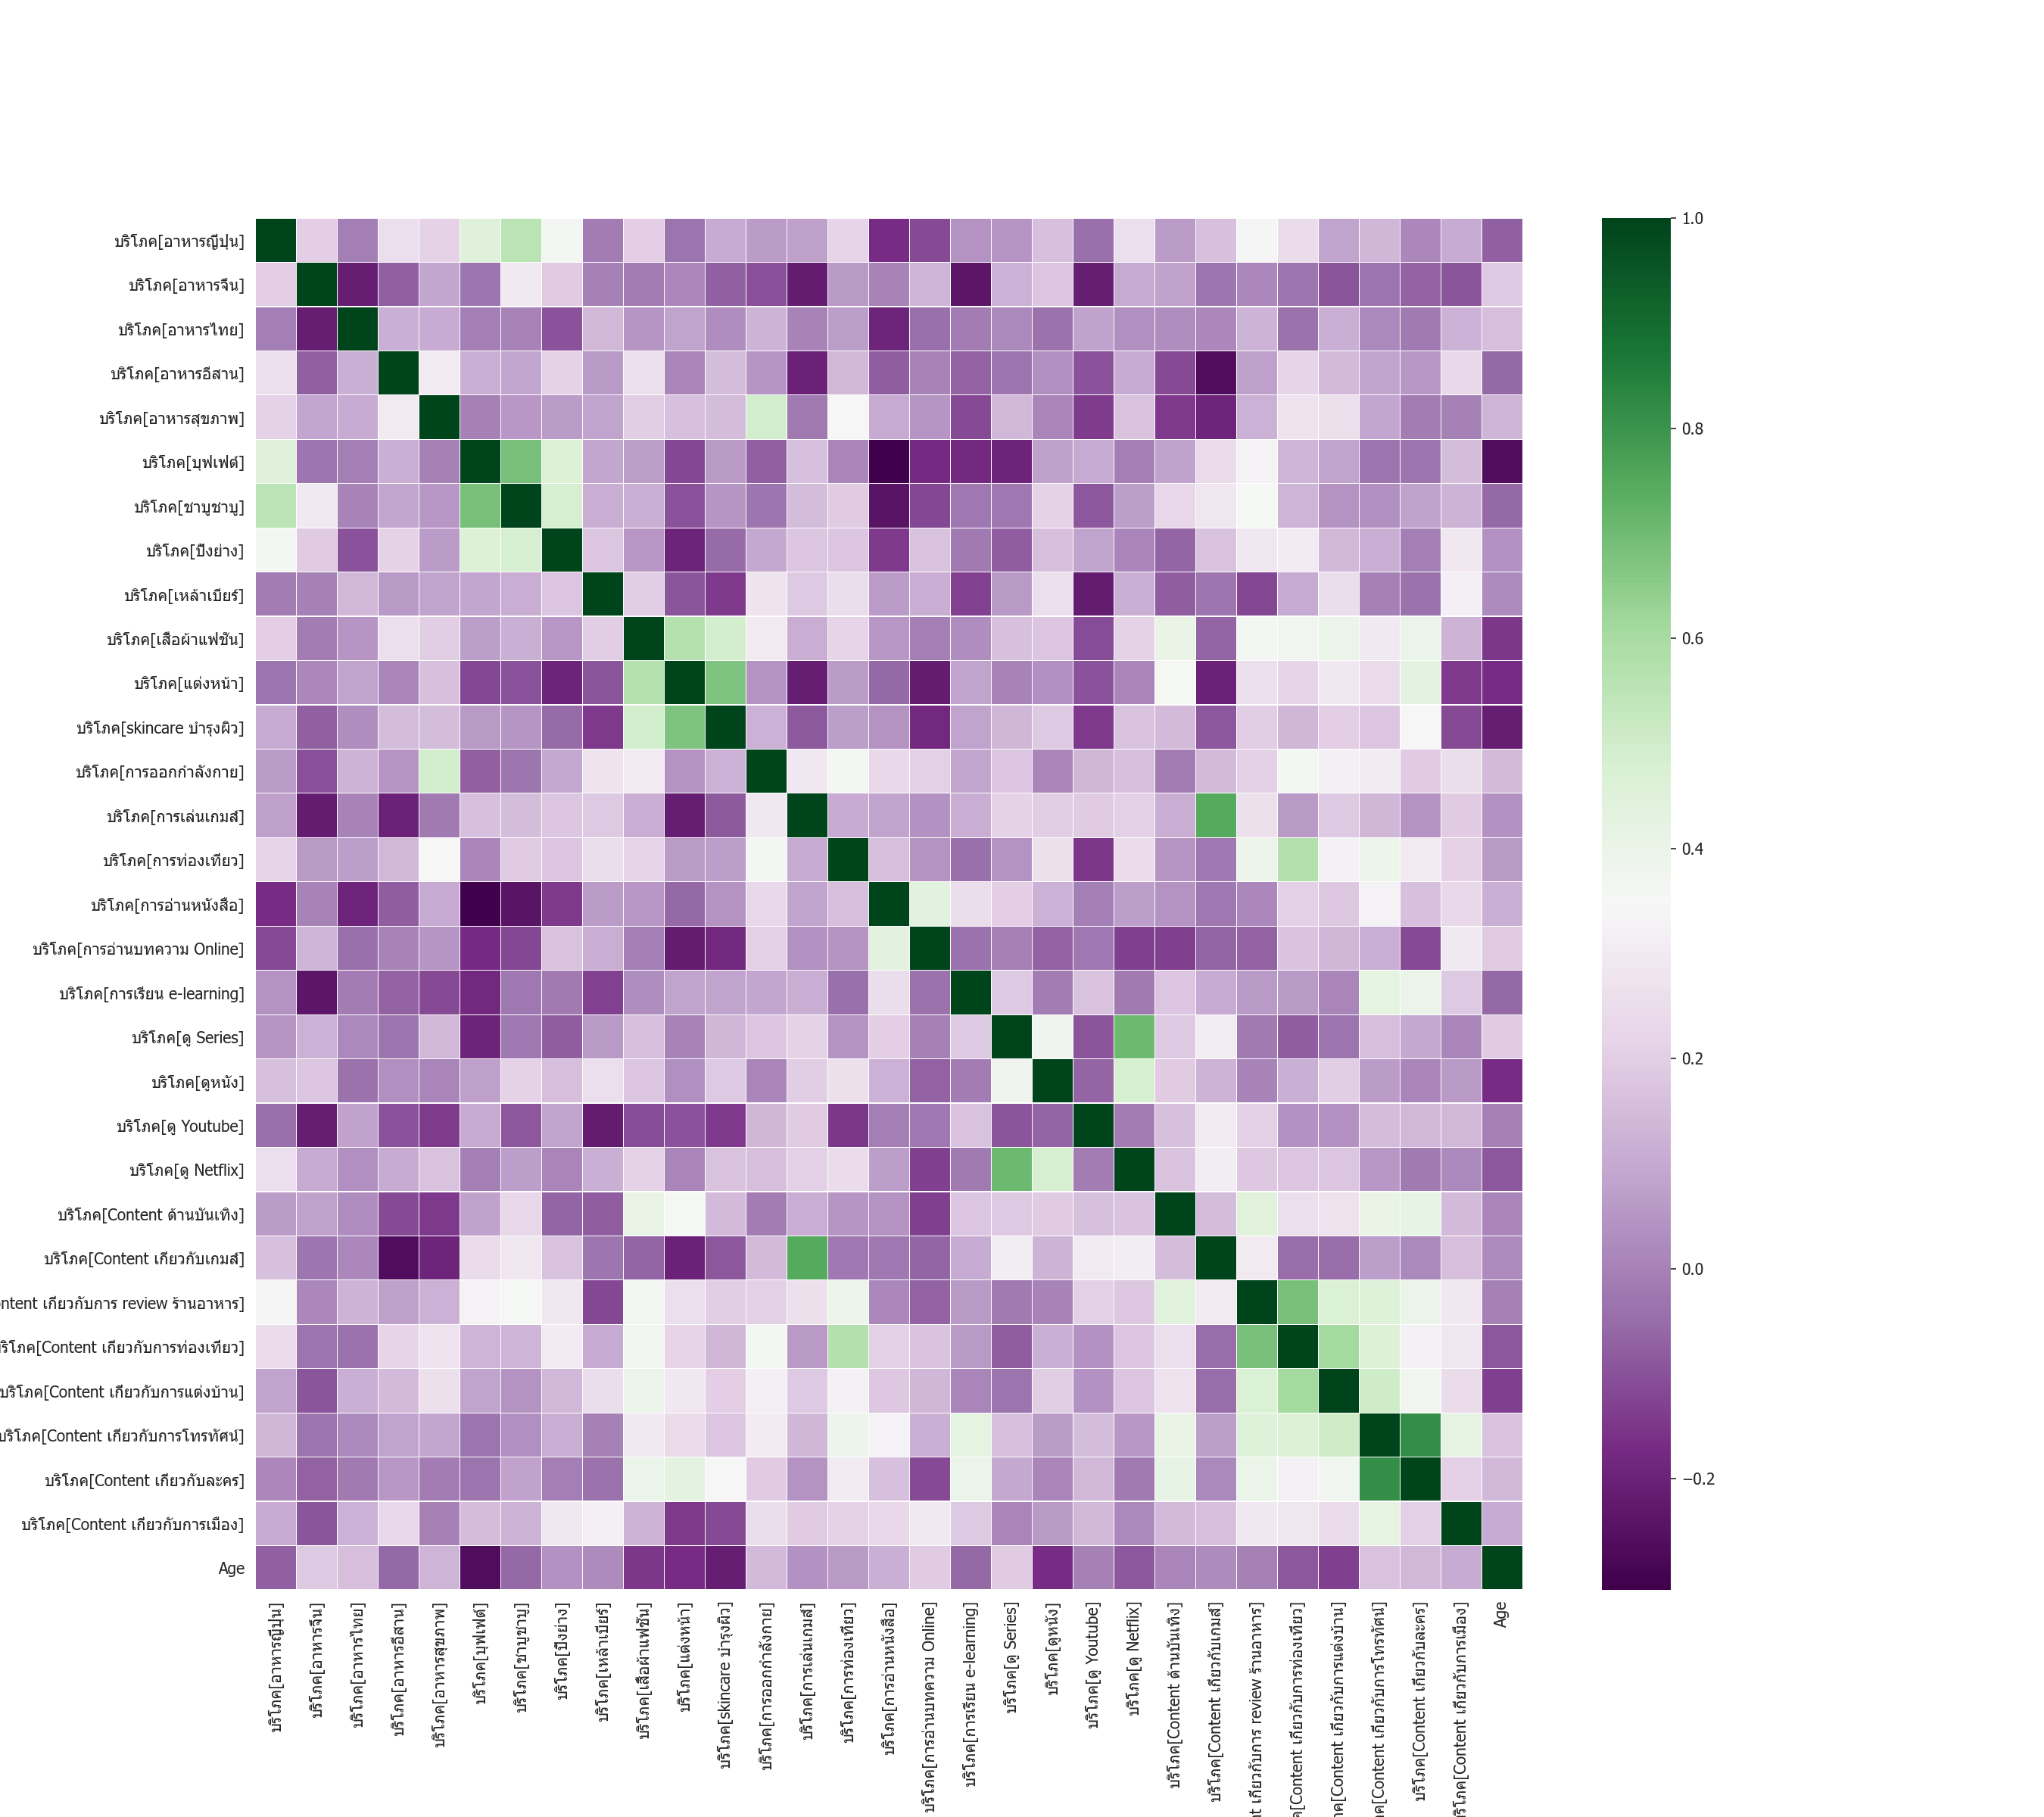 บริโภค[อาหารญี่ปุ่น]
บริโภค[อาหารจีน]
บริโภค[อาหารไทย]
บริโภค[อาหารอีสาน]
บริโภค[อาหารสุขภาพ]
บริโภค[บุฟเฟต์]
บริโภค[ชาบูชาบู]
บริโภค[ปิ้งย่าง]
บริโภค[เหล้าเบียร์]
บริโภค[เสื้อผ้าแฟชั่น]
บริโภค[แต่งหน้า]
บริโภค[skincare บำรุงผิว]
บริโภค[การออกกำลังกาย]
บริโภค[การเล่นเกมส์]
บริโภค[การท่องเที่ยว]
บริโภค[การอ่านหนังสือ]
บริโภค[การอ่านบทความ Online]
บริโภค[การเรียน e-learning]
บริโภค[ดู Series]
บริโภค[ดูหนัง]
บริโภค[ดู Youtube]
บริโภค[ดู Netflix]
บริโภค[Content ด้านบันเทิง]
บริโภค[Content เกี่ยวกับเกมส์]
ntent เกี่ยวกับการ review ร้านอาหาร]
ริโภค[Content เกี่ยวกับการท่องเที่ยว]
บริโภค[Content เกี่ยวกับการแต่งบ้าน]
บริโภค[Content เกี่ยวกับการโทรทัศน์]
บริโภค[Content เกี่ยวกับละคร]
บริโภค[Content เกี่ยวกับการเมือง]
Age
บริโภค[อาหารญี่ปุ่น]
บริโภค[อาหารจีน]
บริโภค[อาหารไทย]
บริโภค[อาหารอีสาน]
บริโภค[อาหารสุขภาพ]
บริโภค[บุฟเฟต์]
บริโภค[ชาบูชาบู]
บริโภค[ปิ้งย่าง]
บริโภค[เหล้าเบียร์]
บริโภค[เสื้อผ้าแฟชั่น]
บริโภค[แต่งหน้า]
บริโภค[skincare บำรุงผิว]
บริโภค[การออกกำลังกาย]
บริโภค[การเล่นเกมส์]
บริโภค[การท่องเที่ยว]
บริโภค[การอ่านหนังสือ]
บริโภค[การอ่านบทความ Online]
บริโภค[การเรียน e-learning]
บริโภค[ดู Series]
บริโภค[ดูหนัง]
บริโภค[ดู Youtube]
บริโภค[ดู Netflix]
บริโภค[Content ด้านบันเทิง]
บริโภค[Content เกี่ยวกับเกมส์]
nt เกี่ยวกับการ review ร้านอาหาร]
ค[Content เกี่ยวกับการท่องเที่ยว]
าค[Content เกี่ยวกับการแต่งบ้าน]
ค[Content เกี่ยวกับการโทรทัศน์]
บริโภค[Content เกี่ยวกับละคร]
ริโภค[Content เกี่ยวกับการเมือง]
Age
1.0
0.8
0.6
0.4
0.2
0.0
−0.2